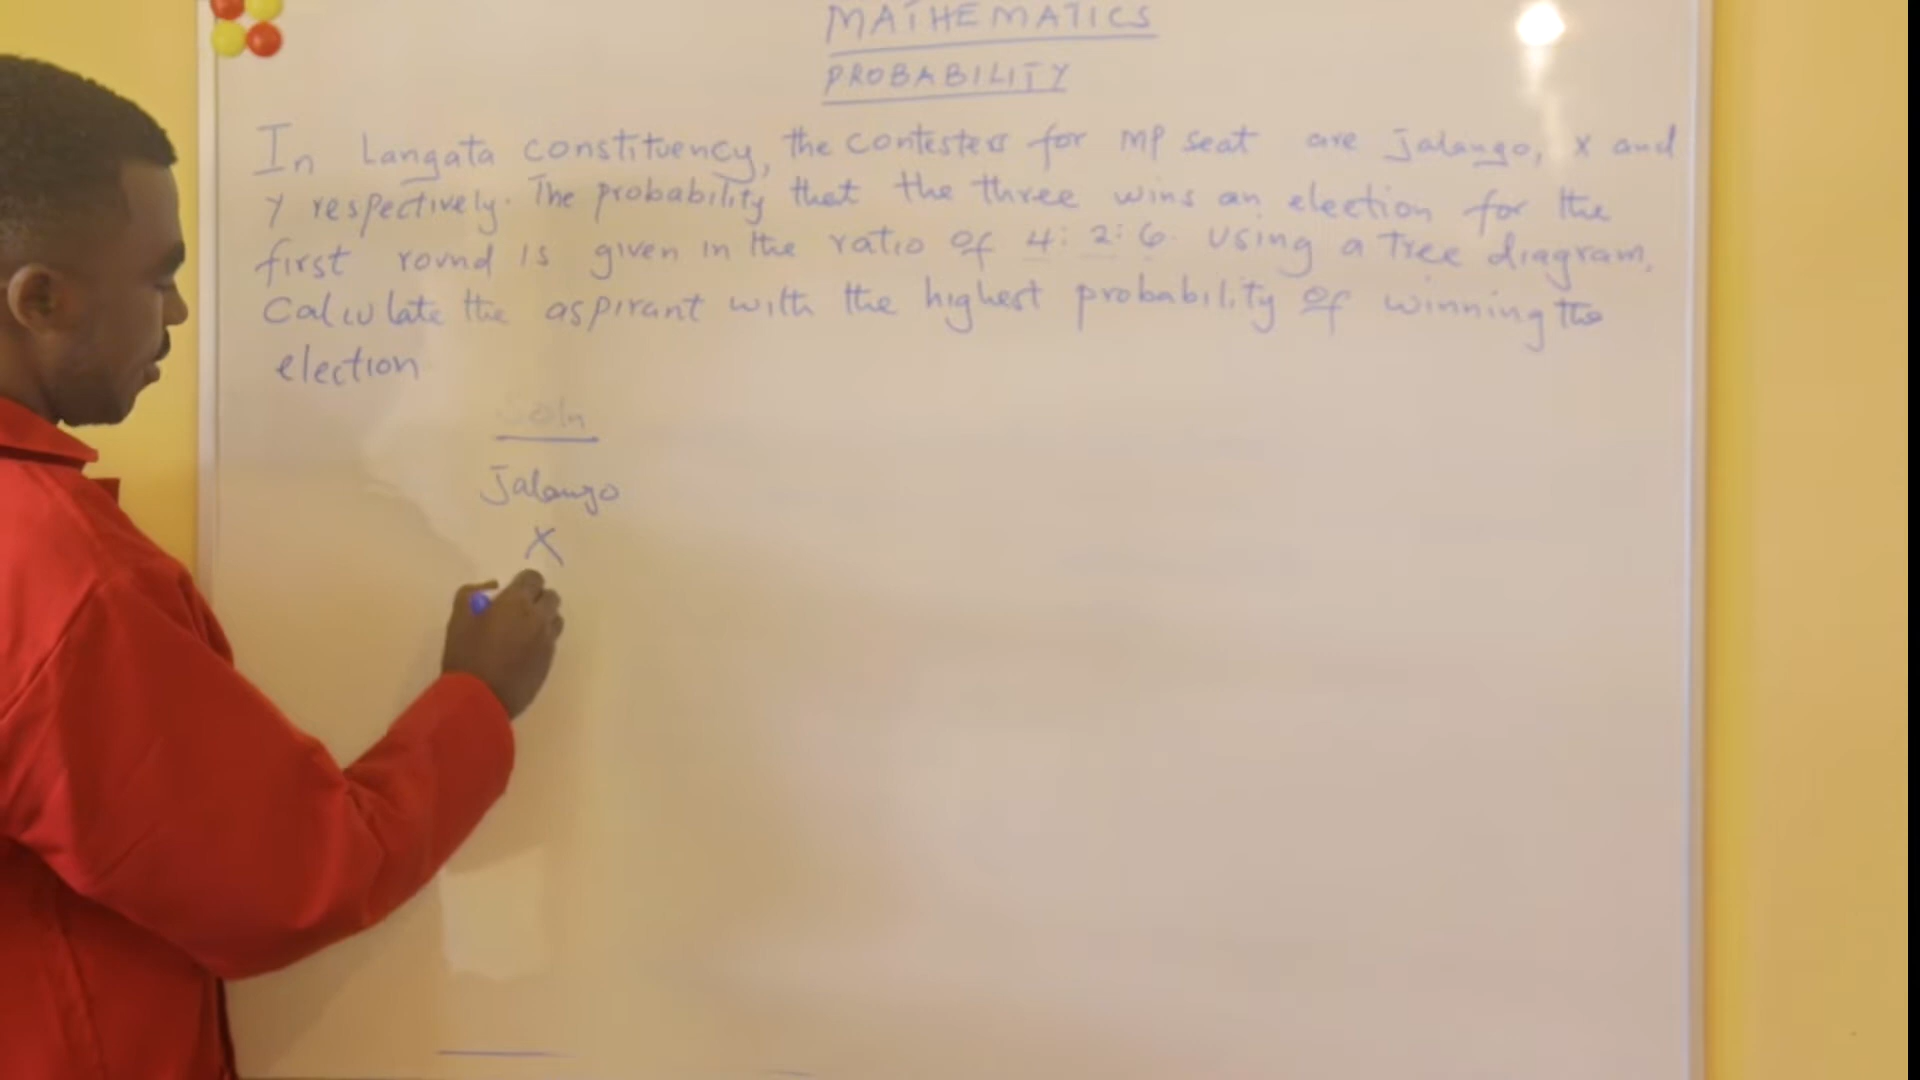 MATHEMATICS
PROBABILITY
In Langata constituency, the contesters for MP seat are Jalango, X and
Y respectively. The probability that the three wins an election for the
first round is given in the ratio of 4: 2: 6. Using a Tree diagram,
Calculate the aspirant with the highest probability of winning the
election
Soln
Jalango
X